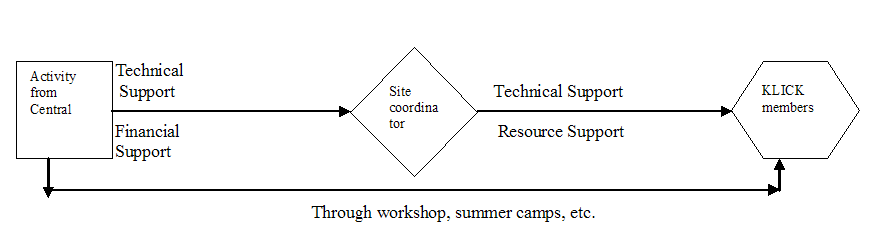 Activity
from
Central
Technical
Support
Financial
Support
Site
coordina
tor
Technical Support
Resource Support
KLICK
members
Through workshop, summer camps, etc.